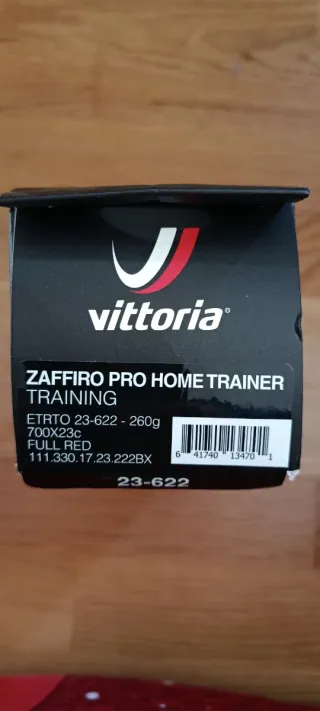 vittoria®
ZAFFIRO PRO HOME TRAINER
TRAINING
ETRTO 23-622 - 260g
700X23c
FULL RED
111.330.17.23.222BX
6 41740 13470 1
23-622